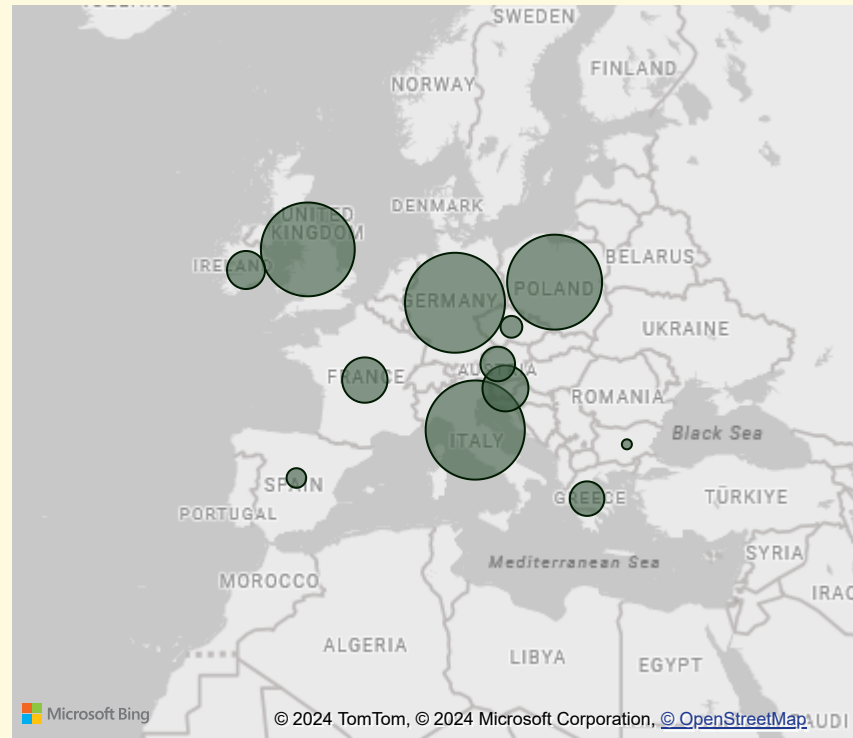 SWEDEN
FINLAND
NORWAY
DENMARK
UNITED
KINGDOM
IRELAND
BELARUS
POLAND
GERMANY
UKRAINE
AUSTRIA
FRANCE
ROMANIA
Black Sea
ITALY
SPAIN
GREECE
TÜRKIYE
PORTUGAL
SYRIA
Mediterranean Sea
MOROCCO
ALGERIA
LIBYA
EGYPT
Microsoft Bing
© 2024 TomTom, © 2024 Microsoft Corporation, © OpenStreetMap